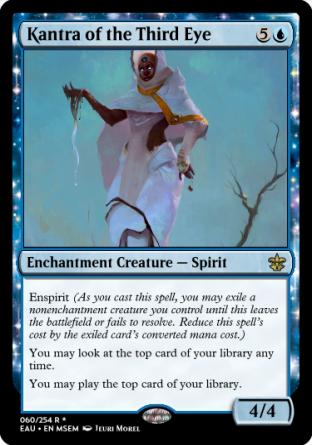 Kantra of the Third Eye 5
Enchantment Creature — Spirit
Enspirit (As you cast this spell, you may exile a
nonenchantment creature you control until this leaves
the battlefield or fails to resolve. Reduce this spell's
cost by the exiled card's converted mana cost.)
You may look at the top card of your library any
time.
You may play the top card of your library.
4/4
060/254 R *
EAU • EN MSEM Jeuri Morel